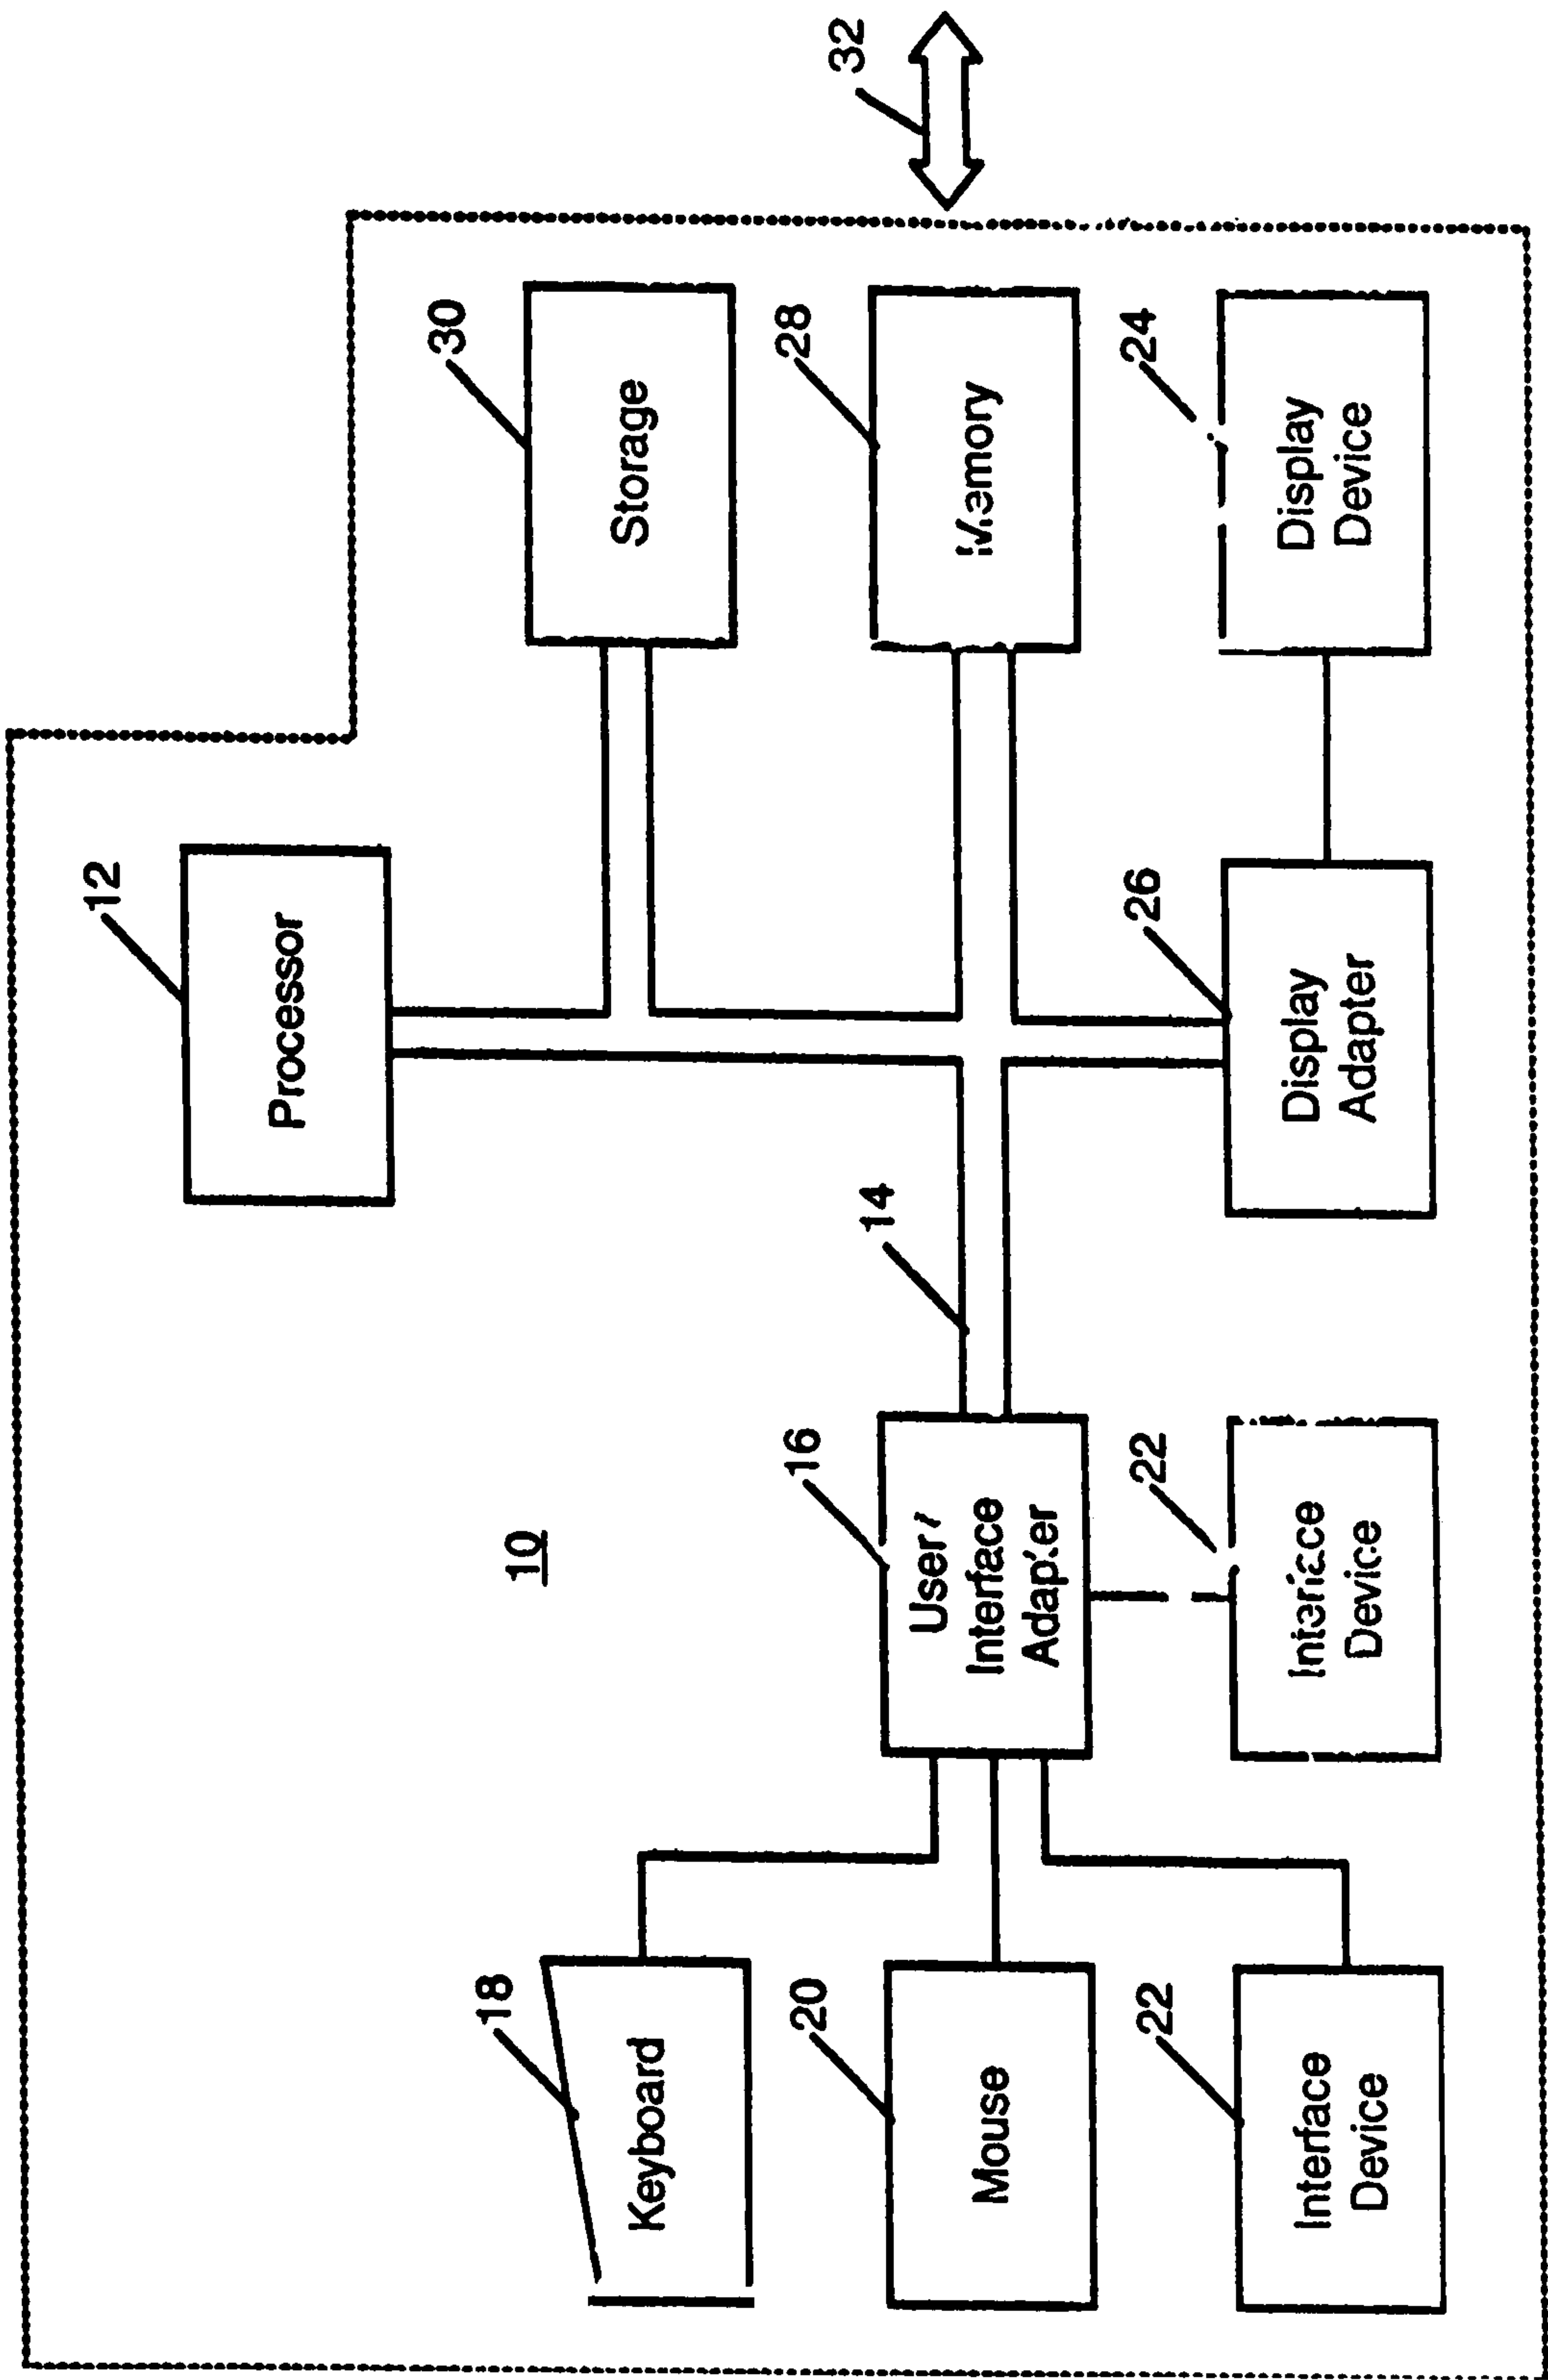 12
Processor
30
Storage
32
10
18
Keyboard
16
User/
Interface
Adapter
14
28
Memory
20
Mouse
22
Interface
Device
22
Interface
Device
26
Display
Adapter
24
Display
Device